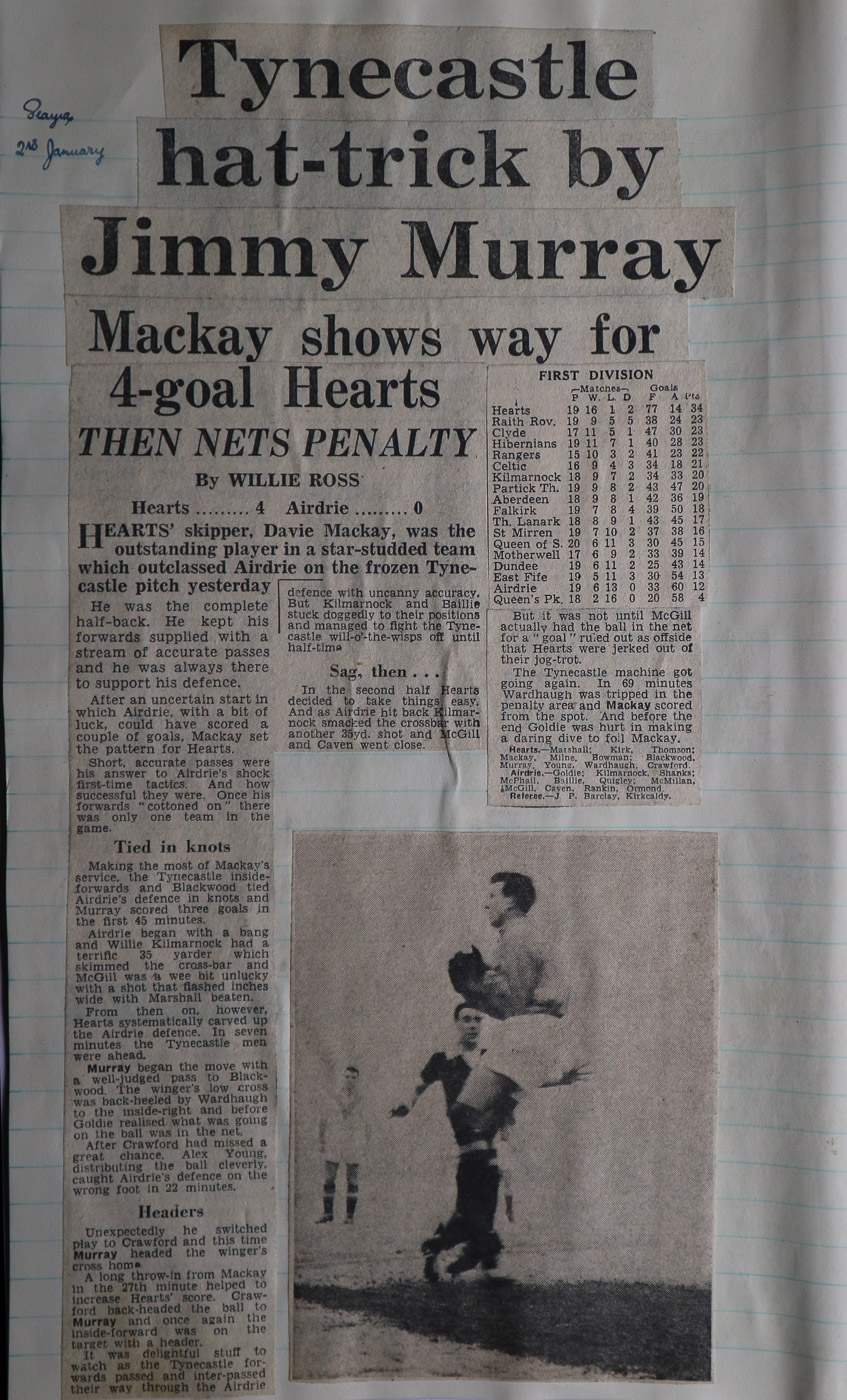 2nd January
Tynecastle
hat-trick by
Jimmy Murray
Mackay shows way for
4-goal Hearts
THEN NETS PENALTY
By WILLIE ROSS
Hearts ......... 4 Airdrie ......... 0
HEARTS' skipper, Davie Mackay, was the
outstanding player in a star-studded team
which outclassed Airdrie on the frozen Tyne-
castle pitch yesterday
He was the complete
half-back. He kept his
forwards supplied with a
stream of accurate passes
and he was always there
to support his defence.
After an uncertain start in
which Airdrie, with a bit of
luck, could have scored a
couple of goals, Mackay set
the pattern for Hearts.
Short, accurate passes were
his answer to Airdrie's shock
first-time tactics. And how
successful they were. Once his
forwards "cottoned on" there
was only one team in the
game.
Tied in knots
Making the most of Mackay's
service, the Tynecastle inside-
forwards and Blackwood tied
Airdrie's defence in knots and
Murray scored three goals in
the first 45 minutes.
Airdrie began with a bang
and Willie Kilmarnock had a
terrific 35 yarder which
skimmed the cross-bar and
McGill was a wee bit unlucky
with a shot that flashed inches
wide with Marshall beaten.
From then on, however,
Hearts systematically carved up
the Airdrie defence. In seven
minutes the Tynecastle men
were ahead.
Murray began the move with
a well-judged pass to Black-
wood. The winger's low cross
was back-heeled by Wardhaugh
to the inside-right and before
Goldie realised what was going
on the ball was in the net.
After Crawford had missed a
great chance, Alex Young,
distributing the ball cleverly,
caught Airdrie's defence on the
wrong foot in 22 minutes.
Headers
Unexpectedly he switched
play to Crawford and this time
Murray headed the winger's
cross home
A long throw-in from Mackay
in the 27th minute helped to
increase Hearts' score. Craw-
ford back-headed the ball to
Murray and once again the
inside-forward was on the
target with a header.
It was delightful stuff to
watch as the Tynecastle for-
wards passed and inter-passed
their way through the Airdrie
defence with uncanny accuracy.
But Kilmarnock and Baillie
stuck doggedly to their positions
and managed to fight the Tyne-
castle will-o'-the-wisps off until
half-time
Sag, then . . .
In the second half Hearts
decided to take things easy.
And as Airdrie hit back Kilmar-
nock smacked the crossbar with
another 35yd. shot and McGill
and Caven went close.
FIRST DIVISION
Matches Goals
P W. L. D F A Pts
Hearts 19 16 1 2 77 14 34
Raith Rov. 19 9 5 5 38 24 23
Clyde 17 11 5 1 47 30 23
Hibernians 19 11 7 1 40 28 23
Rangers 15 10 3 2 41 23 22
Celtic 16 9 4 3 34 18 21
Kilmarnock 18 9 7 2 34 33 20
Partick Th. 19 9 8 2 43 47 20
Aberdeen 18 9 8 1 42 36 19
Falkirk 19 7 8 4 39 50 18
Th. Lanark 18 8 9 1 43 45 17
St Mirren 19 7 10 2 37 38 16
Queen of S. 20 6 11 3 30 45 15
Motherwell 17 6 9 2 33 39 14
Dundee 19 6 11 2 25 43 14
East Fife 19 5 11 3 30 54 13
Airdrie 19 6 13 0 33 60 12
Queen's Pk. 18 2 16 0 20 58 4
But it was not until McGill
actually had the ball in the net
for a "goal" ruled out as offside
that Hearts were jerked out of
their jog-trot.
The Tynecastle machine got
going again. In 69 minutes
Wardhaugh was tripped in the
penalty area and Mackay scored
from the spot. And before the
end Goldie was hurt in making
a daring dive to foil Mackay.
Hearts.—Marshall; Kirk, Thomson;
Mackay, Milne, Bowman; Blackwood,
Murray, Young, Wardhaugh, Crawford.
Airdrie.—Goldie; Kilmarnock, Shanks;
McPhail, Baillie, Quigley; McMillan,
McGill, Caven, Rankin, Ormond.
Referee.—J. P. Barclay, Kirkcaldy.